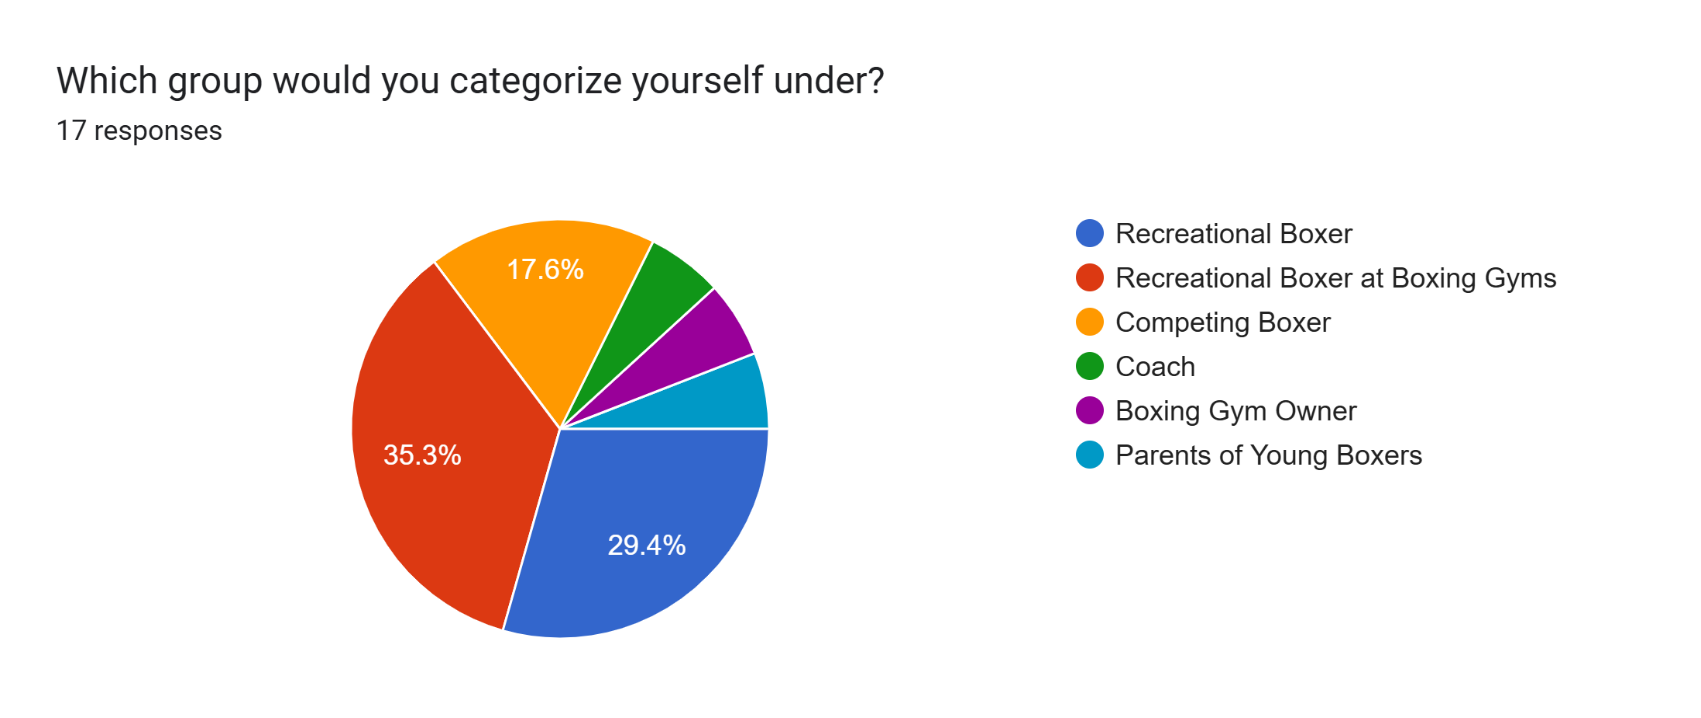 Which group would you categorize yourself under?
17 responses
17.6%
35.3%
29.4%
Recreational Boxer
Recreational Boxer at Boxing Gyms
Competing Boxer
Coach
Boxing Gym Owner
Parents of Young Boxers